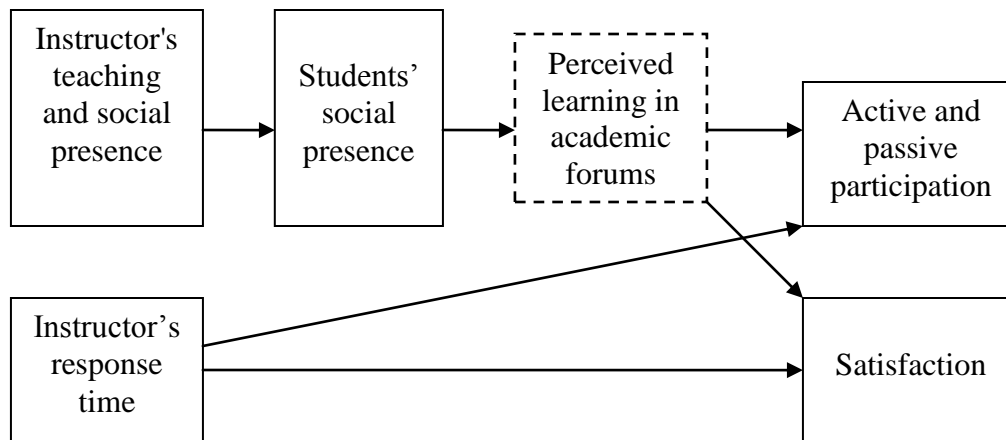 Instructor's
teaching
and social
presence
Students’
social
presence
Perceived
learning in
academic
forums
Active and
passive
participation
Instructor’s
response
time
Satisfaction